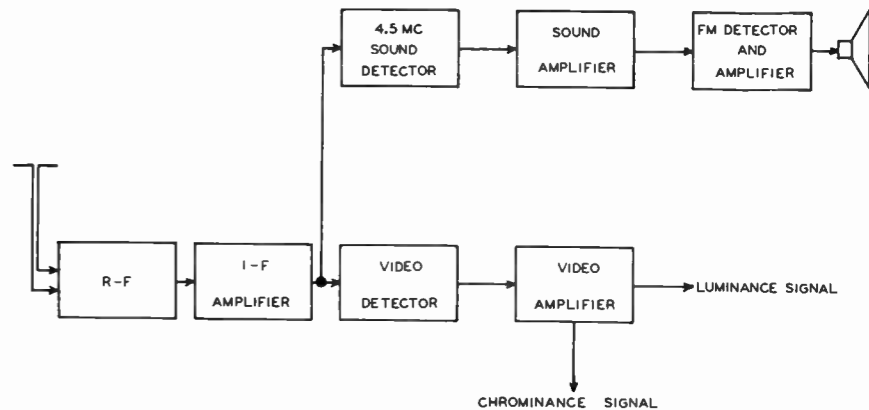 4.5 MC
SOUND
DETECTOR
SOUND
AMPLIFIER
FM DETECTOR
AND
AMPLIFIER
R-F
I-F
AMPLIFIER
VIDEO
DETECTOR
VIDEO
AMPLIFIER
LUMINANCE SIGNAL
CHROMINANCE SIGNAL